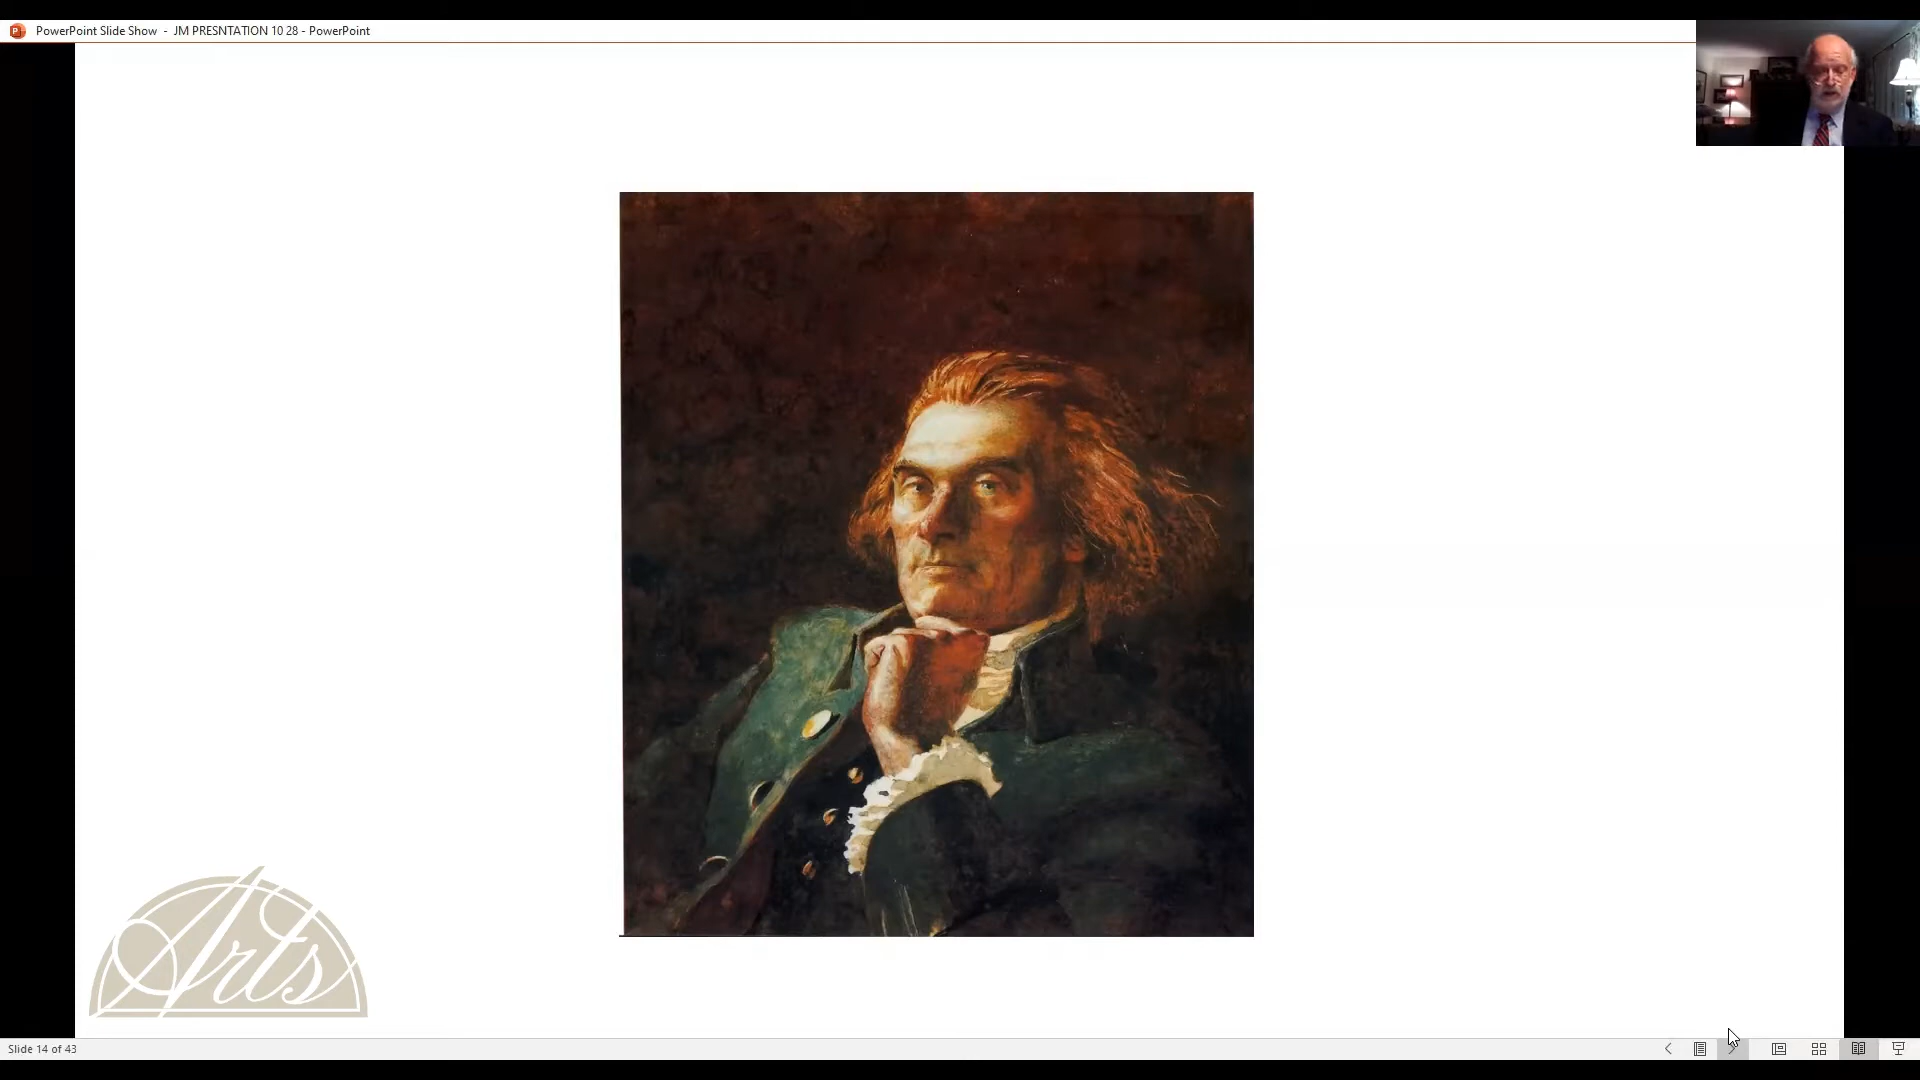 PowerPoint Slide Show - JM PRESNTATION 10 28 - PowerPoint
Arts
Slide 14 of 43